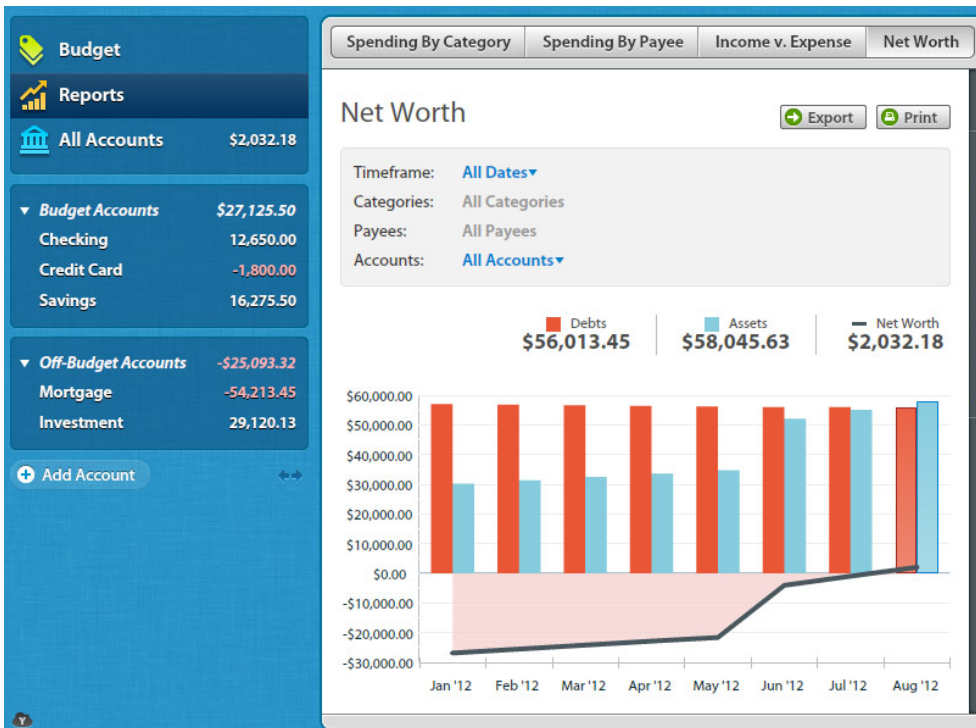 Budget
Reports
All Accounts $2,032.18
Budget Accounts $27,125.50
Checking 12,650.00
Credit Card -1,800.00
Savings 16,275.50
Off-Budget Accounts -$25,093.32
Mortgage -54,213.45
Investment 29,120.13
Add Account
Y
Spending By Category Spending By Payee Income v. Expense Net Worth
Net Worth
Export Print
Timeframe: All Dates
Categories: All Categories
Payees: All Payees
Accounts: All Accounts
Debts Assets Net Worth
$56,013.45 $58,045.63 $2,032.18
$60,000.00
$50,000.00
$40,000.00
$30,000.00
$20,000.00
$10,000.00
$0.00
-$10,000.00
-$20,000.00
-$30,000.00
Jan '12 Feb '12 Mar '12 Apr '12 May '12 Jun '12 Jul '12 Aug '12